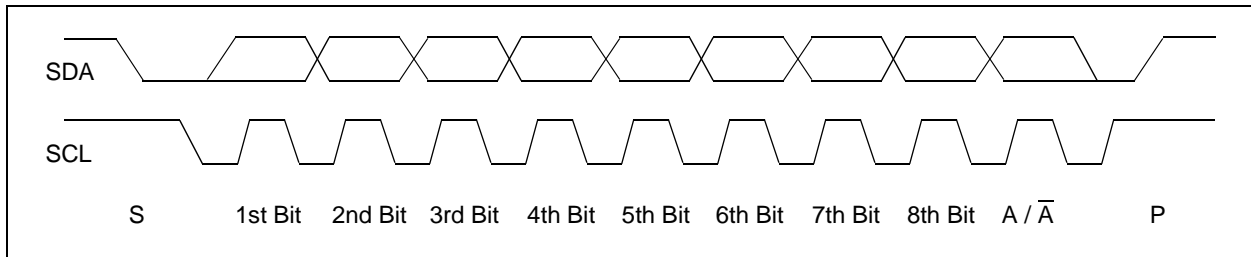 SDA
SCL
S 1st Bit 2nd Bit 3rd Bit 4th Bit 5th Bit 6th Bit 7th Bit 8th Bit A / A̅ P